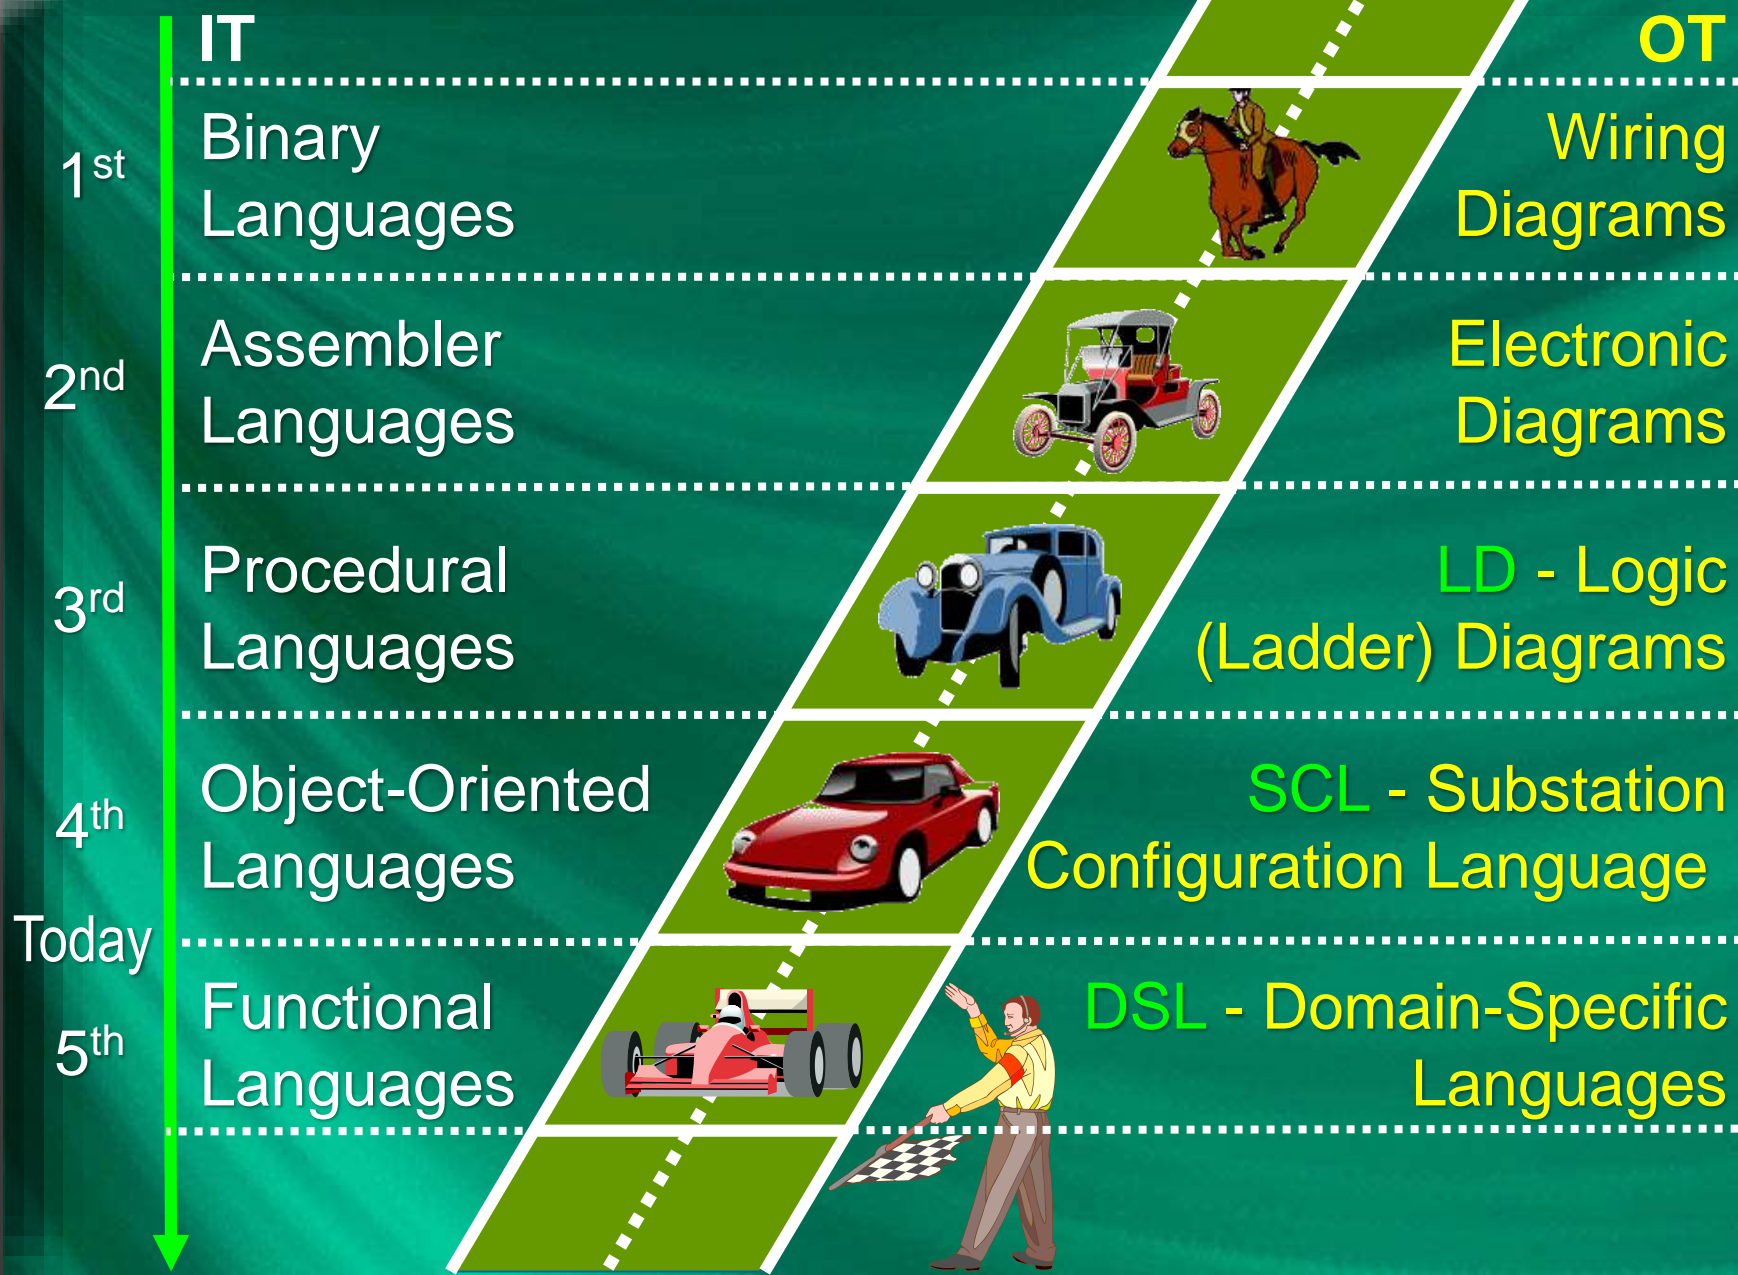 IT
OT
1st
Binary
Languages
Wiring
Diagrams
2nd
Assembler
Languages
Electronic
Diagrams
3rd
Procedural
Languages
LD - Logic
(Ladder) Diagrams
4th
Object-Oriented
Languages
SCL - Substation
Configuration Language
Today
5th
Functional
Languages
DSL - Domain-Specific
Languages